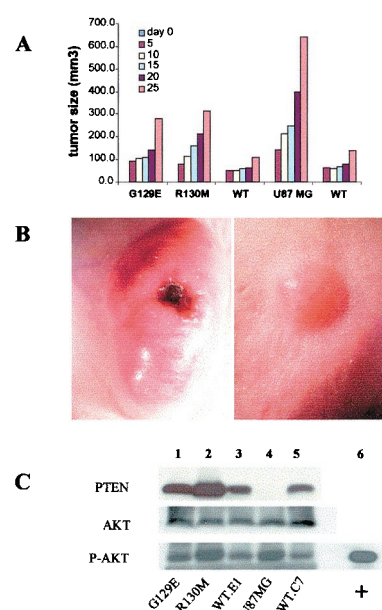 A
tumor size (mm3)
700.0
600.0
500.0
400.0
300.0
200.0
100.0
0.0
day 0
5
10
15
20
25
G129E R130M WT U87 MG WT
B
C
1 2 3 4 5 6
PTEN
AKT
P-AKT
G129E R130M WT.E1 U87MG WT.C7 +